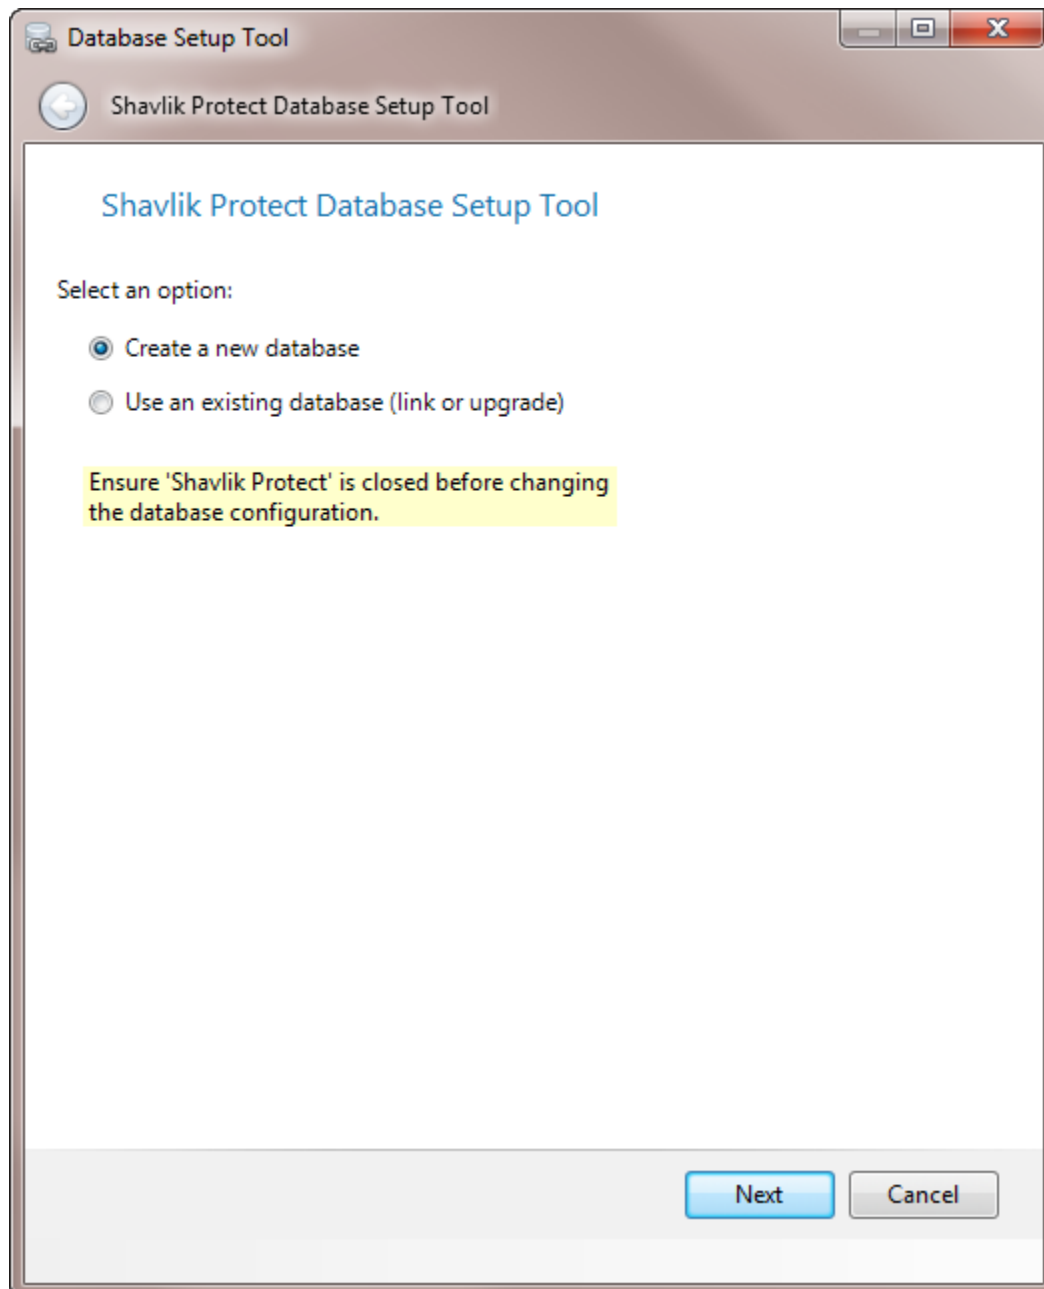 Database Setup Tool
Shavlik Protect Database Setup Tool
Shavlik Protect Database Setup Tool
Select an option:
Create a new database
Use an existing database (link or upgrade)
Ensure 'Shavlik Protect' is closed before changing
the database configuration.
Next Cancel